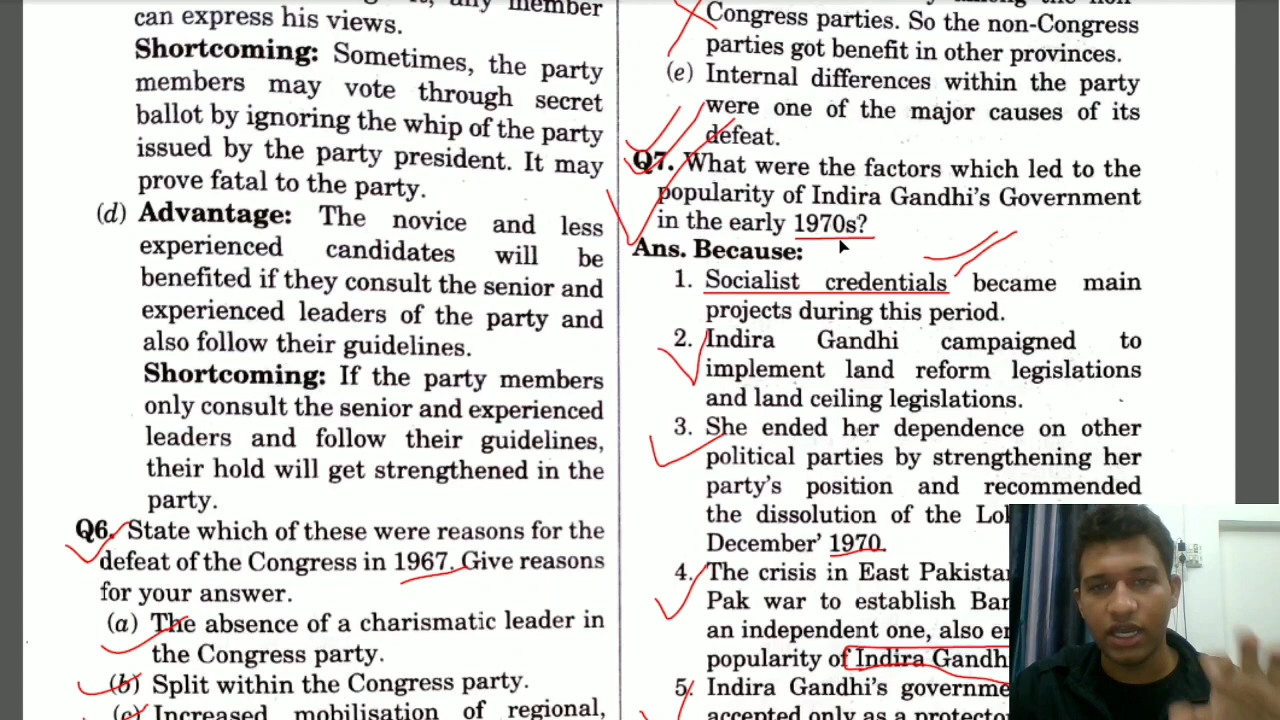 can express his views.
Shortcoming: Sometimes, the party
members may vote through secret
ballot by ignoring the whip of the party
issued by the party president. It may
prove fatal to the party.
(d) Advantage: The novice and less
experienced candidates will be
benefited if they consult the senior and
experienced leaders of the party and
also follow their guidelines.
Shortcoming: If the party members
only consult the senior and experienced
leaders and follow their guidelines,
their hold will get strengthened in the
party.
Q6. State which of these were reasons for the
defeat of the Congress in 1967. Give reasons
for your answer.
(a) The absence of a charismatic leader in
the Congress party.
(b) Split within the Congress party.
(c) Increased mobilisation of regional,
Congress parties. So the non-Congress
parties got benefit in other provinces.
(e) Internal differences within the party
were one of the major causes of its
defeat.
Q7. What were the factors which led to the
popularity of Indira Gandhi's Government
in the early 1970s?
Ans. Because:
1. Socialist credentials became main
projects during this period.
2. Indira Gandhi campaigned to
implement land reform legislations
and land ceiling legislations.
3. She ended her dependence on other
political parties by strengthening her
party's position and recommended
the dissolution of the
December' 1970.
4. The crisis in East
Pak war to establish
an independent one, also
popularity of Indira
5. Indira Gandhi's
accepted only as a